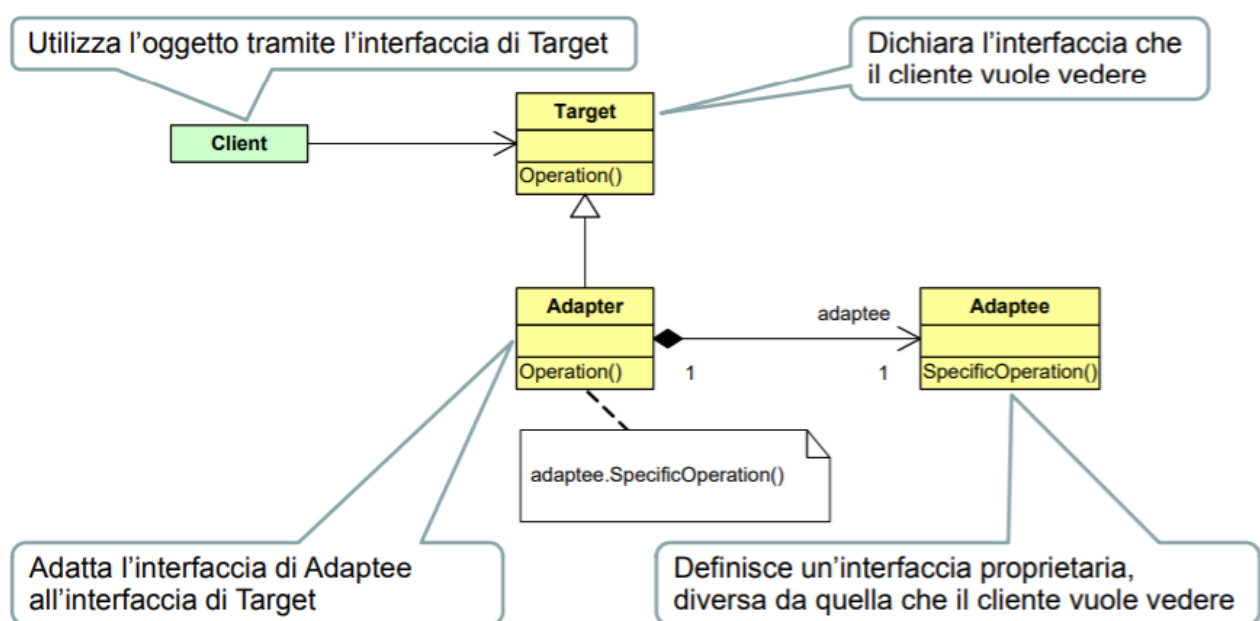 Utilizza l'oggetto tramite l'interfaccia di Target
Dichiara l'interfaccia che
il cliente vuole vedere
Target
Client
Operation()
Adapter
adaptee
Adaptee
Operation()
1
1
SpecificOperation()
adaptee.SpecificOperation()
Adatta l'interfaccia di Adaptee
all'interfaccia di Target
Definisce un'interfaccia proprietaria,
diversa da quella che il cliente vuole vedere